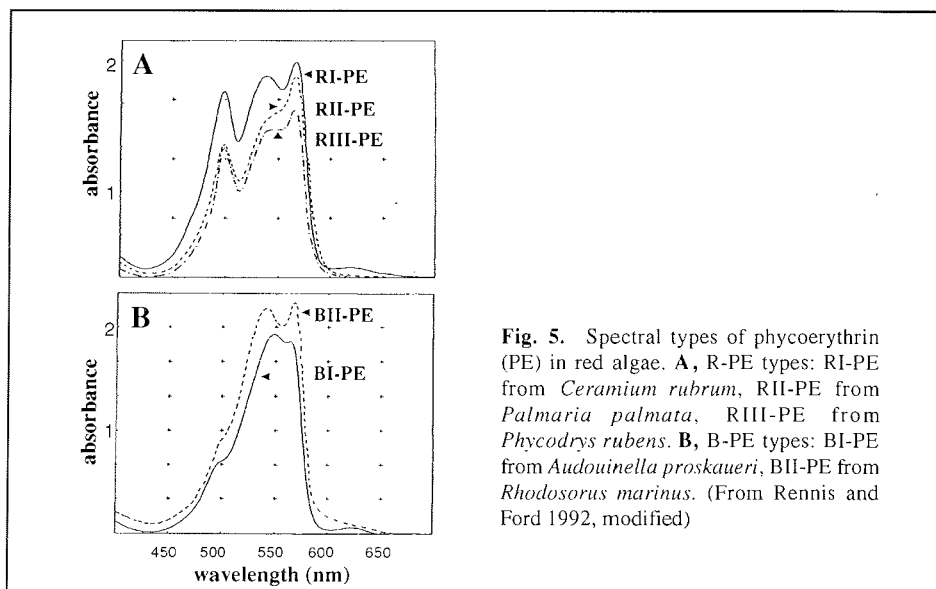 A
2
1
absorbance
RI-PE
RII-PE
RIII-PE
B
2
1
absorbance
BII-PE
BI-PE
450 500 550 600 650
wavelength (nm)
Fig. 5. Spectral types of phycoerythrin
(PE) in red algae. A, R-PE types: RI-PE
from Ceramium rubrum, RII-PE from
Palmaria palmata, RIII-PE from
Phycodrys rubens. B, B-PE types: BI-PE
from Audouinella proskaueri, BII-PE from
Rhodosorus marinus. (From Rennis and
Ford 1992, modified)